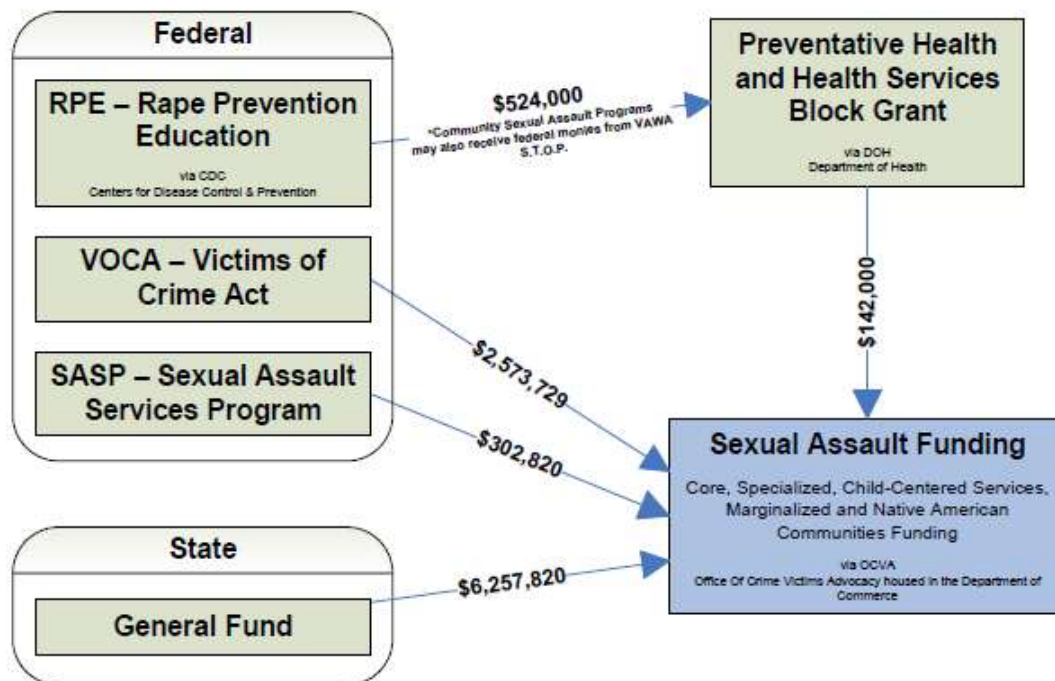 Federal
RPE – Rape Prevention
Education
via CDC
Centers for Disease Control & Prevention
VOCA – Victims of
Crime Act
SASP – Sexual Assault
Services Program
$524,000
*Community Sexual Assault Programs
may also receive federal monies from VAWA
S.T.O.P.
Preventative Health
and Health Services
Block Grant
via DOH
Department of Health
$142,000
$2,573,729
$302,820
Sexual Assault Funding
Core, Specialized, Child-Centered Services,
Marginalized and Native American
Communities Funding
via OCVA
Office Of Crime Victims Advocacy housed in the Department of
Commerce
State
General Fund
$6,257,820